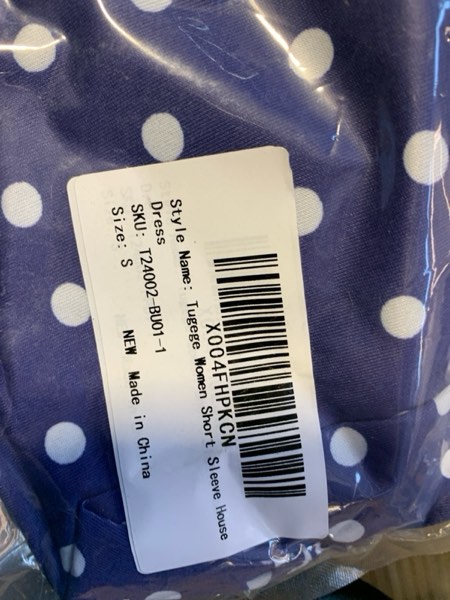 X004FHPKCN
Style Name: Tugege Women Short Sleeve House
Dress
SKU: T24002-BU01-1
Size: S
NEW Made in China